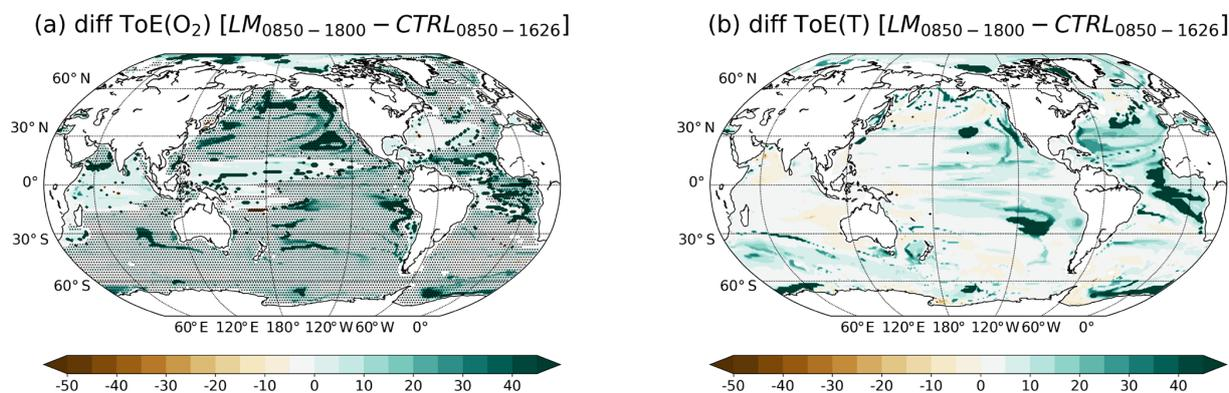 (a) diff ToE(O₂) [LM₀₈₅₀₋₁₈₀₀ − CTRL₀₈₅₀₋₁₆₂₆]
60° N
30° N
0°
30° S
60° S
60°E 120°E 180° 120°W 60°W 0°
-50 -40 -30 -20 -10 0 10 20 30 40
(b) diff ToE(T) [LM₀₈₅₀₋₁₈₀₀ − CTRL₀₈₅₀₋₁₆₂₆]
60° N
30° N
0°
30° S
60° S
60°E 120°E 180° 120°W 60°W 0°
-50 -40 -30 -20 -10 0 10 20 30 40